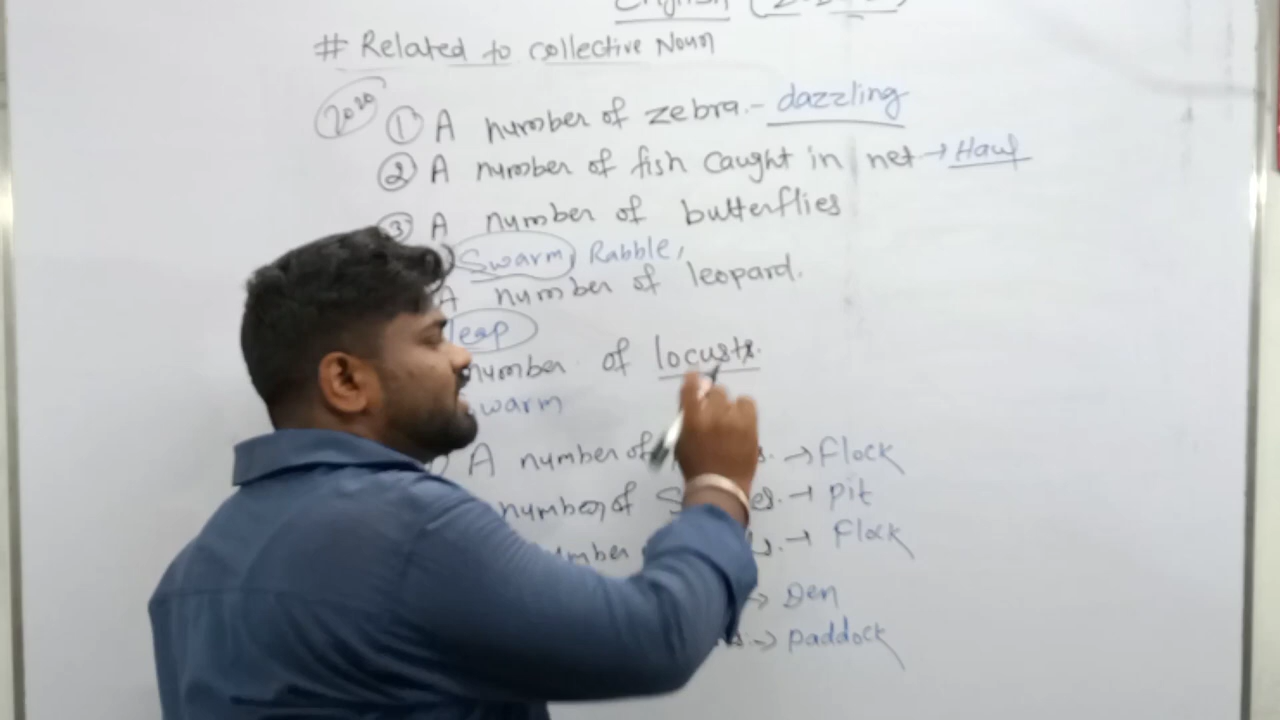 English
# Related to collective Noun
2020
① A number of zebra.- dazzling
② A number of fish caught in net → Haul
③ A number of butterflies
Swarm, Rabble,
A number of leopard.
leap
number of locusts.
Swarm
A number of → Flock
number of → pit
number → Flock
→ Den
→ paddock